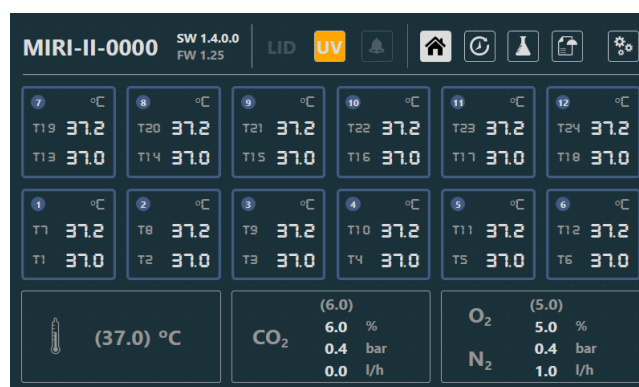 MIRI-II-0000 SW 1.4.0.0 LID UV
FW 1.25
7 °C 8 °C 9 °C 10 °C 11 °C 12 °C
T19 37.2 T20 37.2 T21 37.2 T22 37.2 T23 37.2 T24 37.2
T13 37.0 T14 37.0 T15 37.0 T16 37.0 T17 37.0 T18 37.0
1 °C 2 °C 3 °C 4 °C 5 °C 6 °C
T7 37.2 T8 37.2 T9 37.2 T10 37.2 T11 37.2 T12 37.2
T1 37.0 T2 37.0 T3 37.0 T4 37.0 T5 37.0 T6 37.0
(37.0) °C
CO₂
(6.0)
6.0 %
0.4 bar
0.0 l/h
O₂
N₂
(5.0)
5.0 %
0.4 bar
1.0 l/h